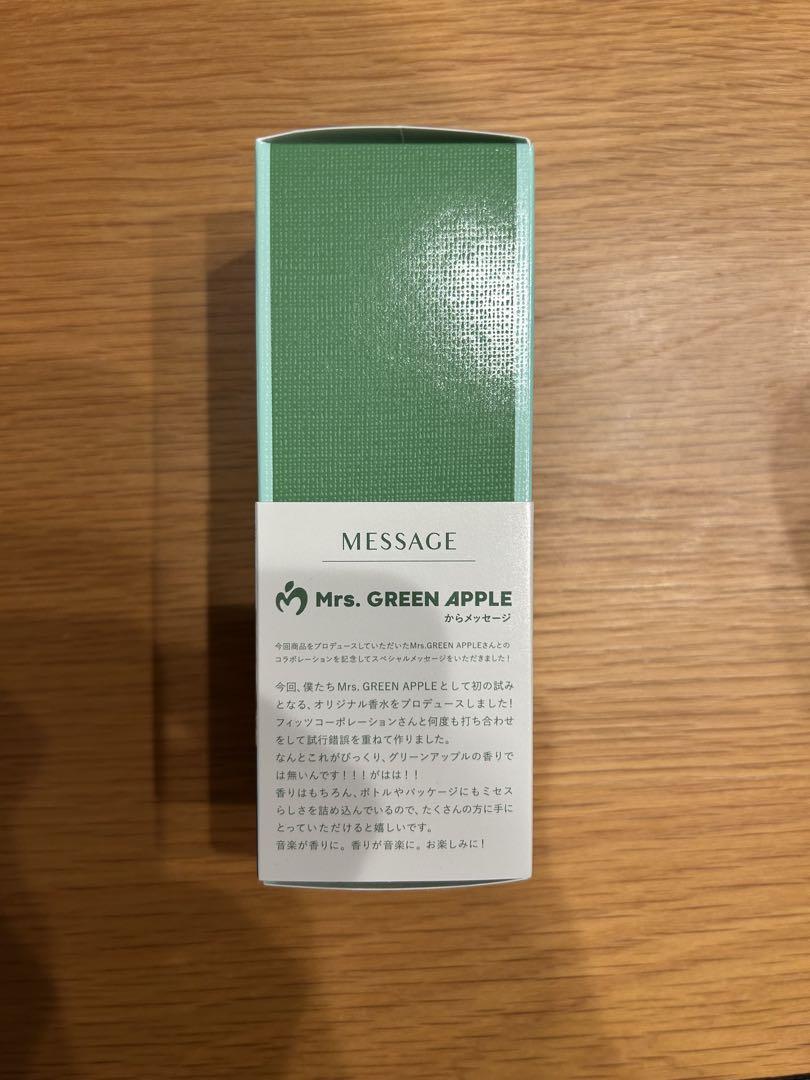 MESSAGE
Mrs. GREEN APPLE
からメッセージ
今回商品をプロデュースしていただいたMrs.GREEN APPLEさんとの
コラボレーションを記念してスペシャルメッセージをいただきました！
今回、僕たちMrs. GREEN APPLEとして初の試み
となる、オリジナル香水をプロデュースしました！
フィッツコーポレーションさんと何度も打ち合わせ
をして試行錯誤を重ねて作りました。
なんとこれがびっくり、グリーンアップルの香りで
は無いんです！！！がはは！！
香りはもちろん、ボトルやパッケージにもミセス
らしさを詰め込んでいるので、たくさんの方に手に
とっていただけると嬉しいです。
音楽が香りに。香りが音楽に。お楽しみに！